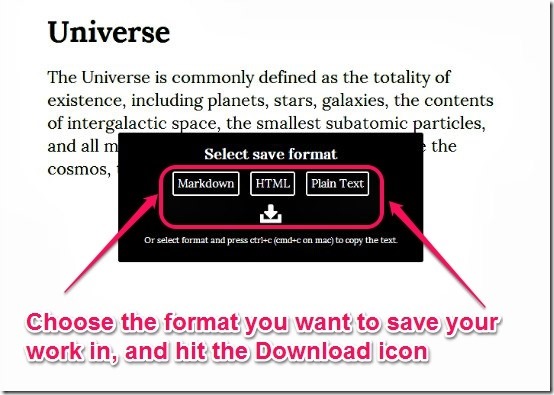 Universe
The Universe is commonly defined as the totality of
existence, including planets, stars, galaxies, the contents
of intergalactic space, the smallest subatomic particles,
and all m
e the
cosmos,
Select save format
Markdown HTML Plain Text
Or select format and press ctrl+c (cmd+c on mac) to copy the text.
Choose the format you want to save your
work in, and hit the Download icon